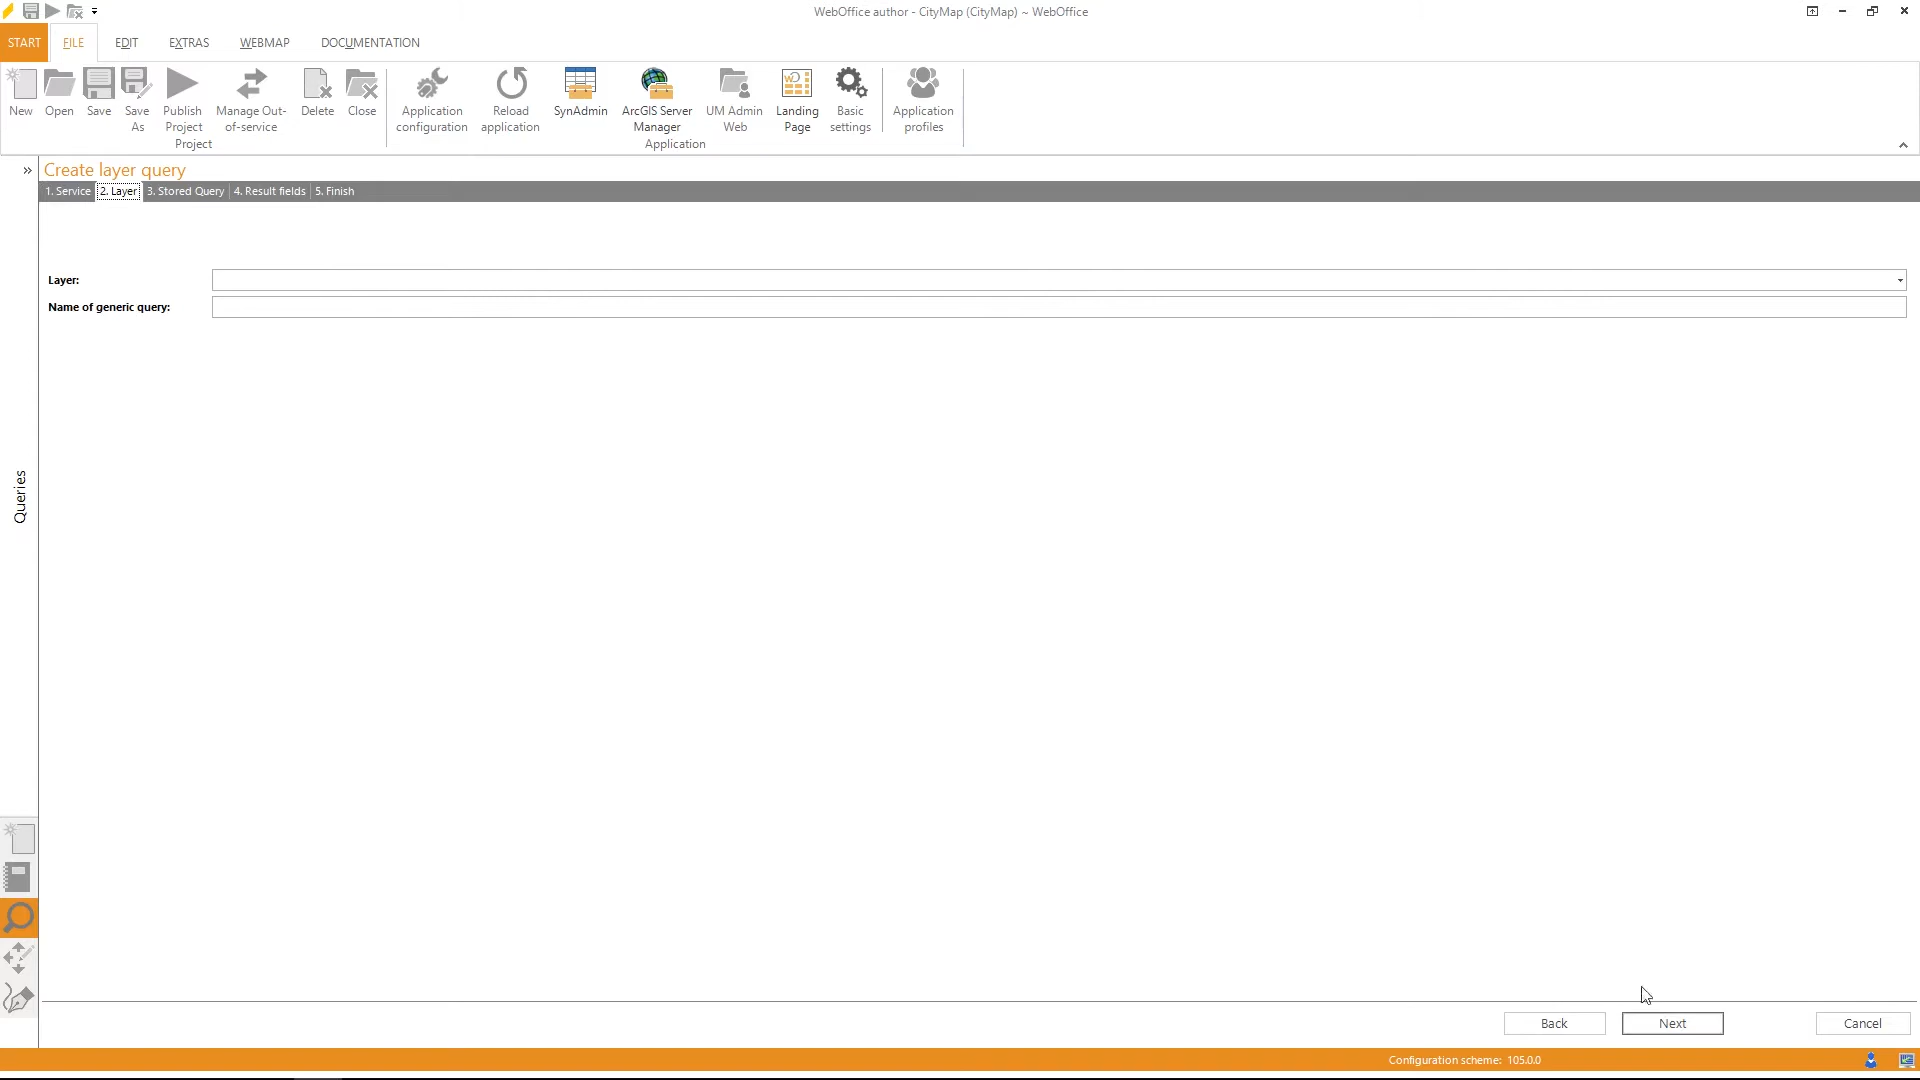 WebOffice author - CityMap (CityMap) ~ WebOffice
START FILE EDIT EXTRAS WEBMAP DOCUMENTATION
New Open Save Save As Publish Project Manage Out-of-service Delete Close Application configuration Reload application SynAdmin ArcGIS Server Manager UM Admin Web Landing Page Basic settings Application profiles
Project Application
» Create layer query
1. Service 2. Layer 3. Stored Query 4. Result fields 5. Finish
Layer:
Name of generic query:
Queries
Back Next Cancel
Configuration scheme: 105.0.0